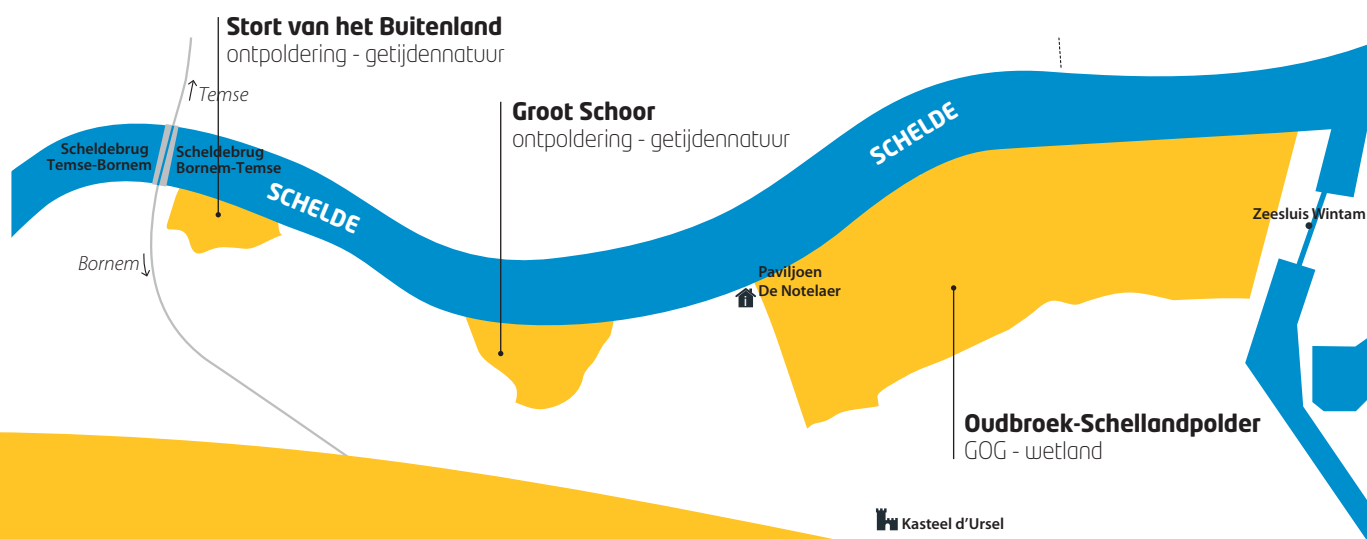 Stort van het Buitenland
ontpoldering - getijdennatuur
Temse
Groot Schoor
ontpoldering - getijdennatuur
SCHELDE
Scheldebrug
Temse-Bornem
Scheldebrug
Bornem-Temse
SCHELDE
Zeesluis Wintam
Bornem
Paviljoen
De Notelaer
Oudbroek-Schellandpolder
GOG - wetland
Kasteel d'Ursel